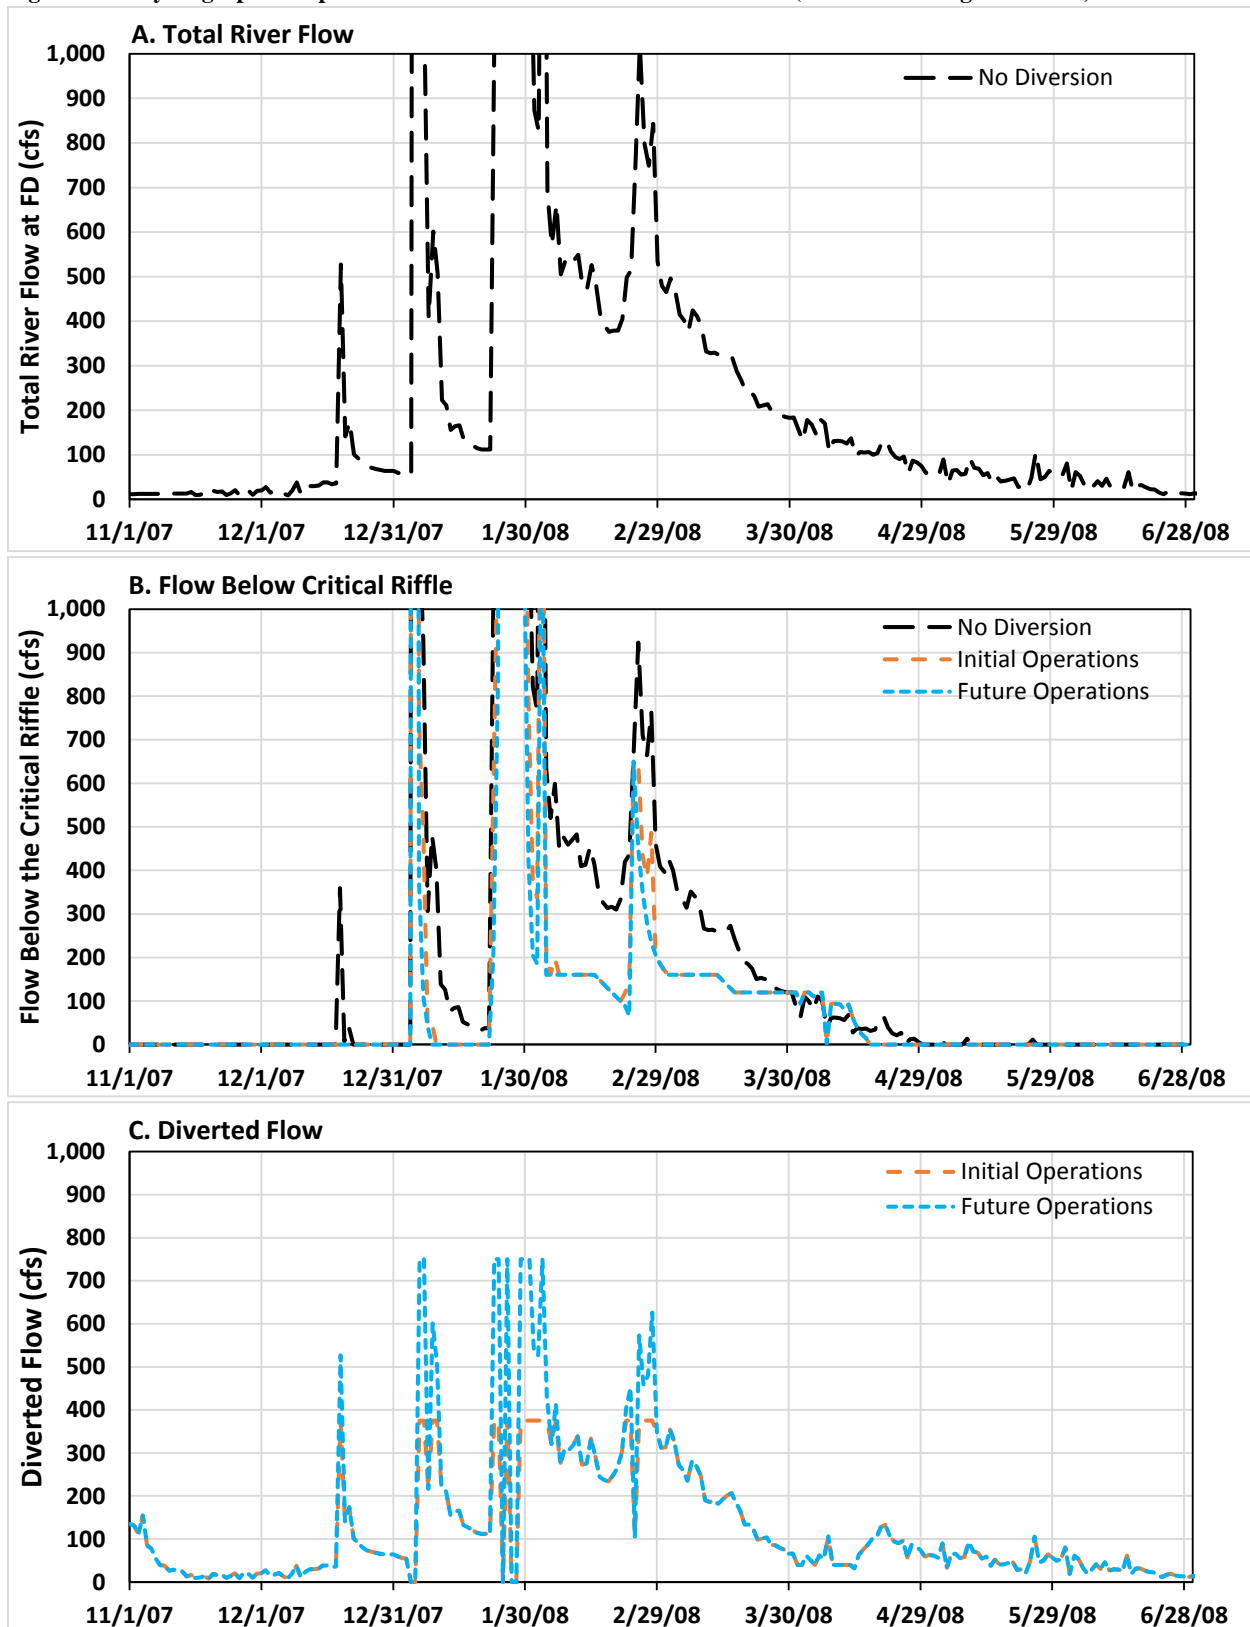 A. Total River Flow
1,000
900
800
700
600
500
400
300
200
100
0
Total River Flow at FD (cfs)
No Diversion
11/1/07 12/1/07 12/31/07 1/30/08 2/29/08 3/30/08 4/29/08 5/29/08 6/28/08
B. Flow Below Critical Riffle
1,000
900
800
700
600
500
400
300
200
100
0
Flow Below the Critical Riffle (cfs)
No Diversion
Initial Operations
Future Operations
11/1/07 12/1/07 12/31/07 1/30/08 2/29/08 3/30/08 4/29/08 5/29/08 6/28/08
C. Diverted Flow
1,000
900
800
700
600
500
400
300
200
100
0
Diverted Flow (cfs)
Initial Operations
Future Operations
11/1/07 12/1/07 12/31/07 1/30/08 2/29/08 3/30/08 4/29/08 5/29/08 6/28/08